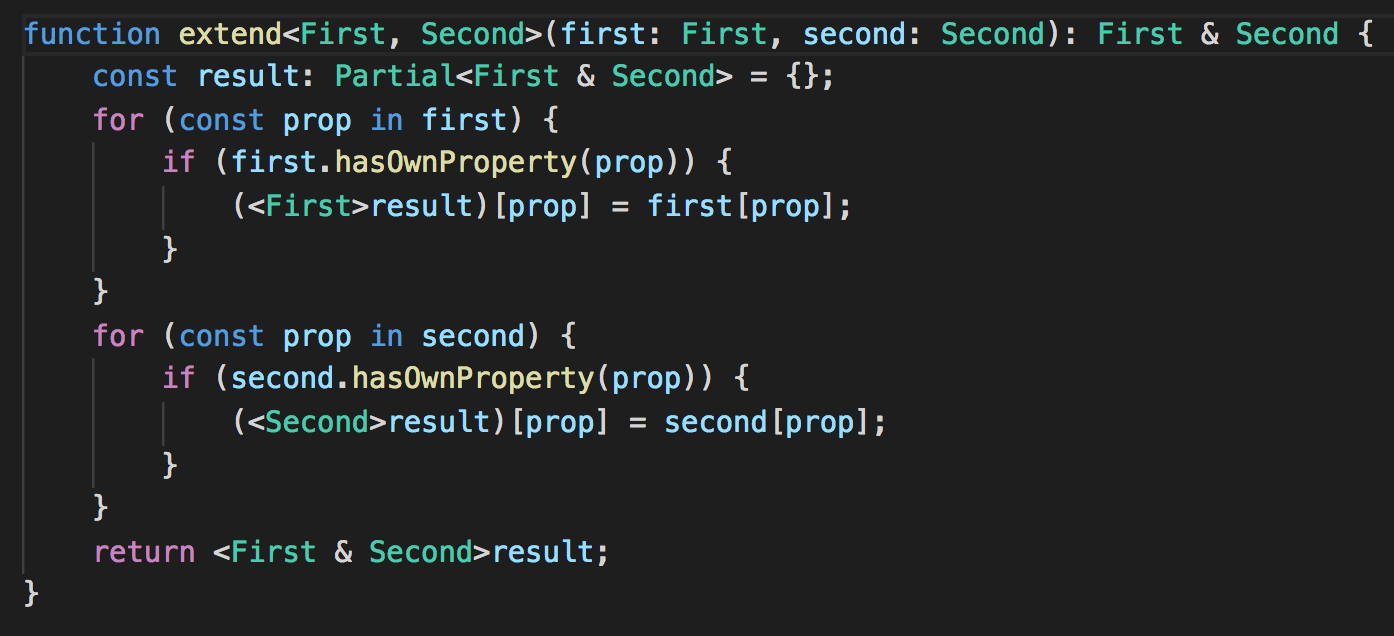 function extend<First, Second>(first: First, second: Second): First & Second {
    const result: Partial<First & Second> = {};
    for (const prop in first) {
        if (first.hasOwnProperty(prop)) {
            (<First>result)[prop] = first[prop];
        }
    }
    for (const prop in second) {
        if (second.hasOwnProperty(prop)) {
            (<Second>result)[prop] = second[prop];
        }
    }
    return <First & Second>result;
}